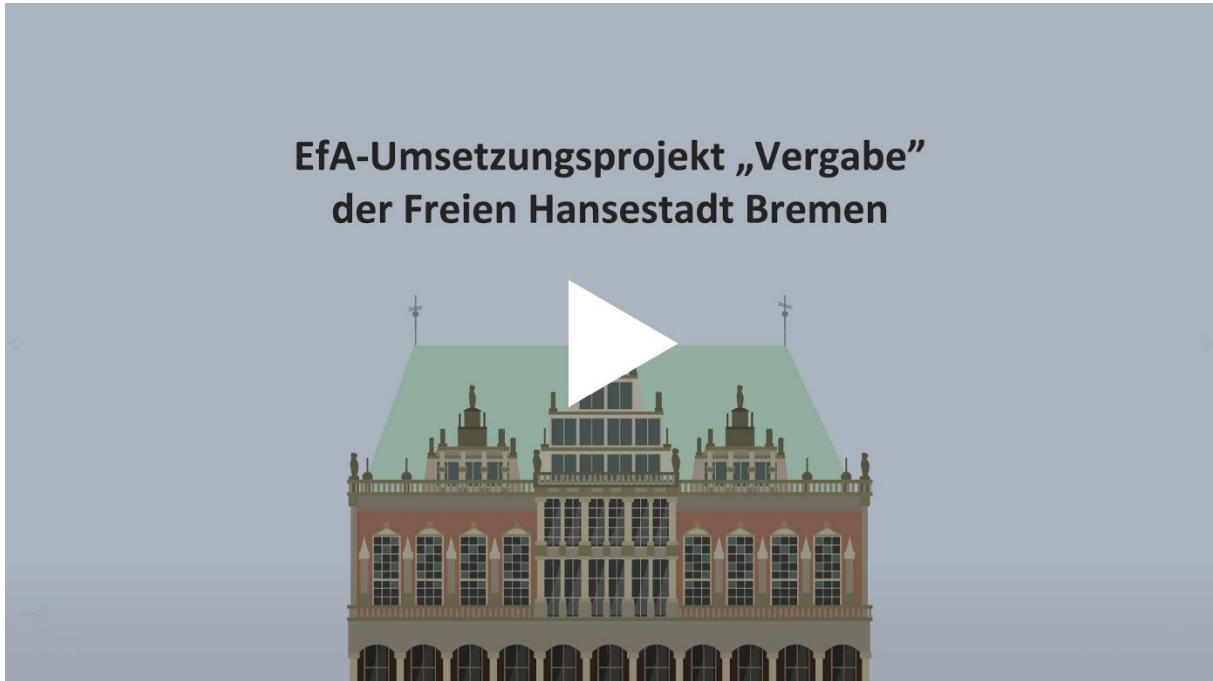 EfA-Umsetzungsprojekt „Vergabe”
der Freien Hansestadt Bremen